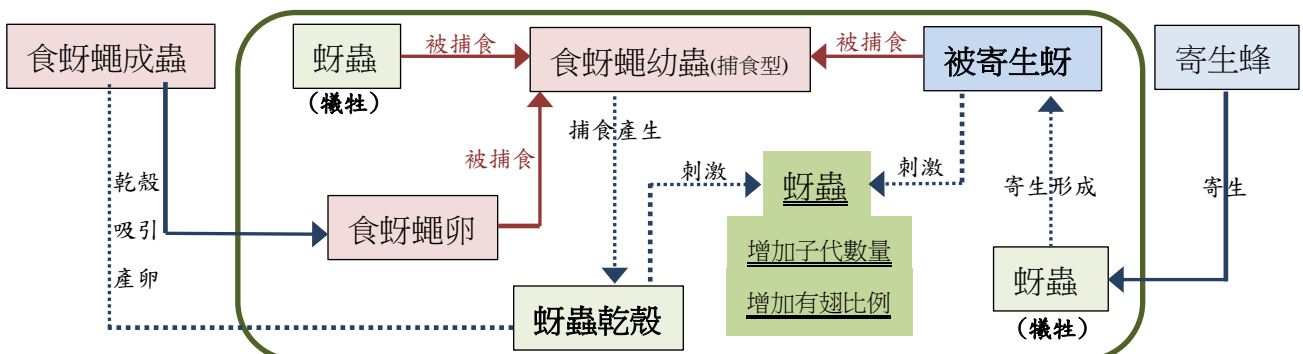 食蚜蠅成蟲
蚜蟲
(犧牲)
被捕食
食蚜蠅幼蟲(捕食型)
被捕食
被寄生蚜
寄生蜂
捕食產生
被捕食
乾殼
吸引
產卵
食蚜蠅卵
刺激
蚜蟲
刺激
增加子代數量
增加有翅比例
寄生形成
寄生
蚜蟲
(犧牲)
蚜蟲乾殼